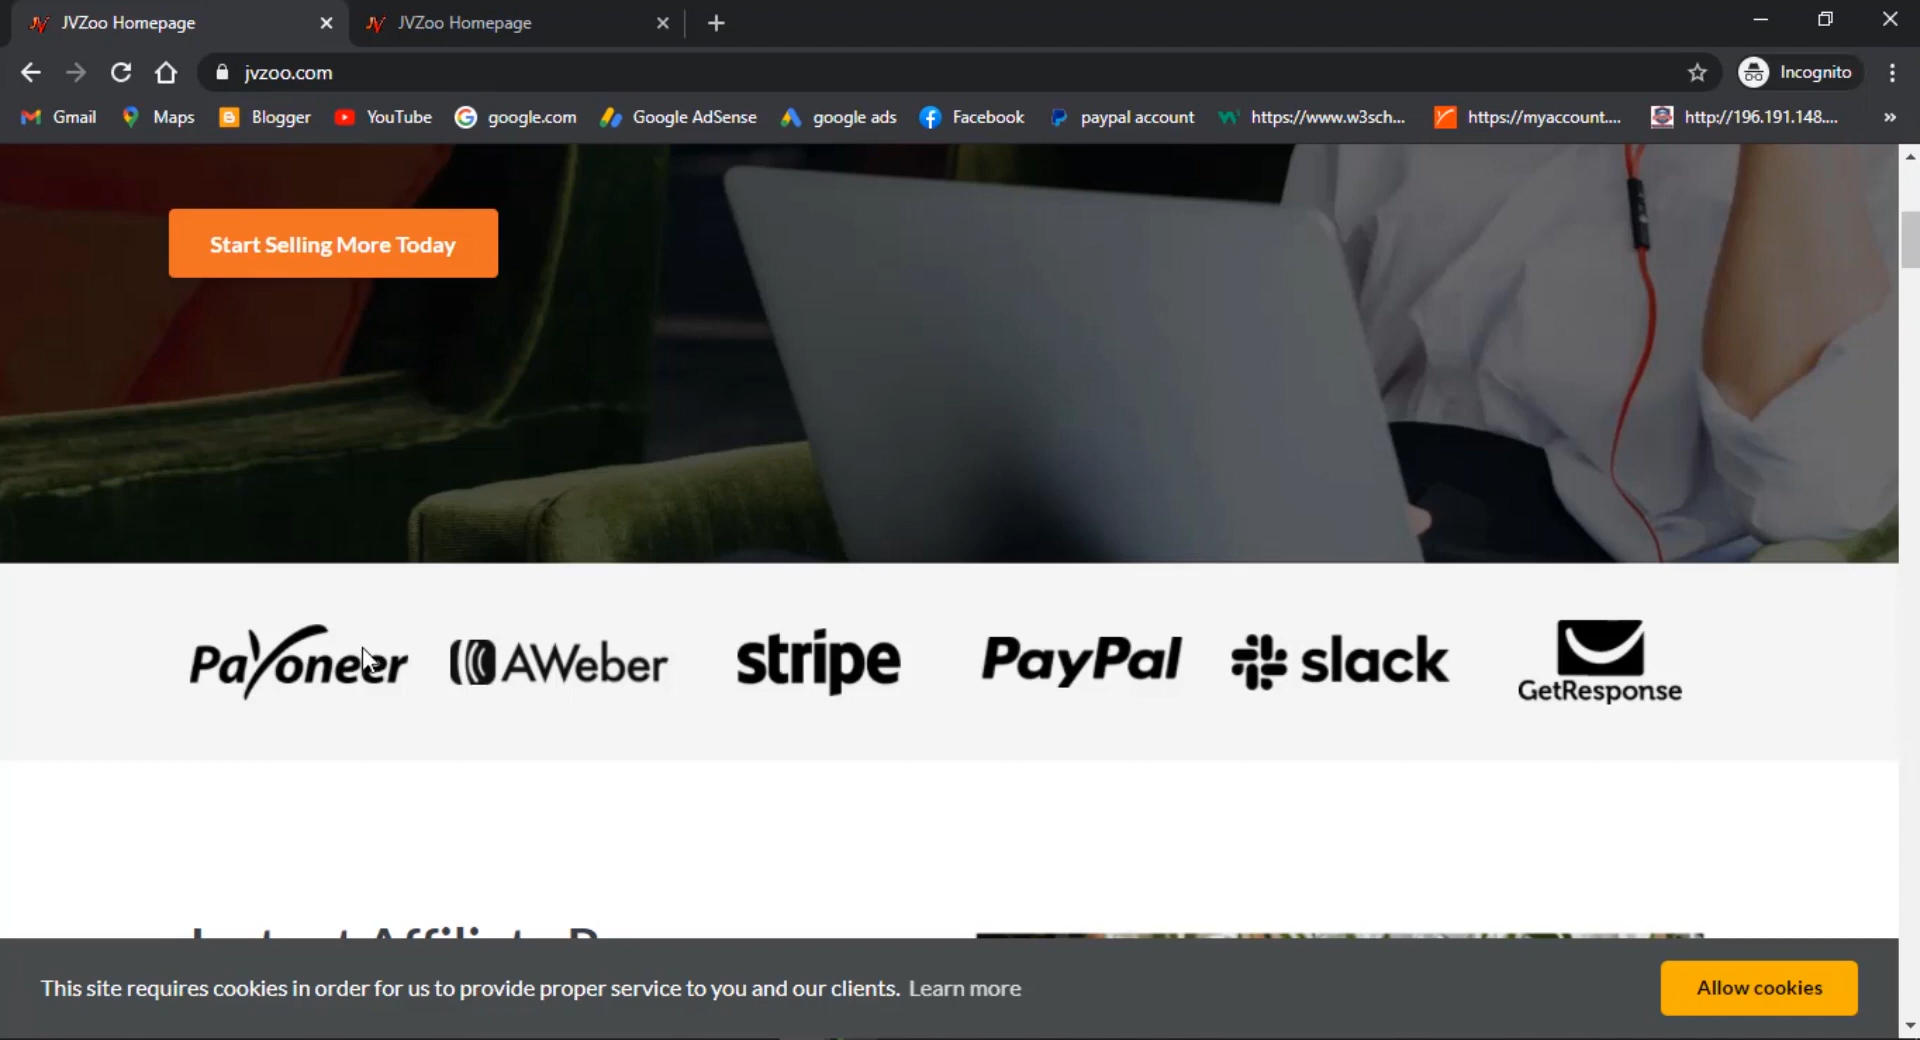 JVZoo Homepage
JVZoo Homepage
jvzoo.com
Incognito
Gmail
Maps
Blogger
YouTube
google.com
Google AdSense
google ads
Facebook
paypal account
https://www.w3sch...
https://myaccount....
http://196.191.148....
»
Start Selling More Today
Payoneer
AWeber
stripe
PayPal
slack
GetResponse
This site requires cookies in order for us to provide proper service to you and our clients. Learn more
Allow cookies